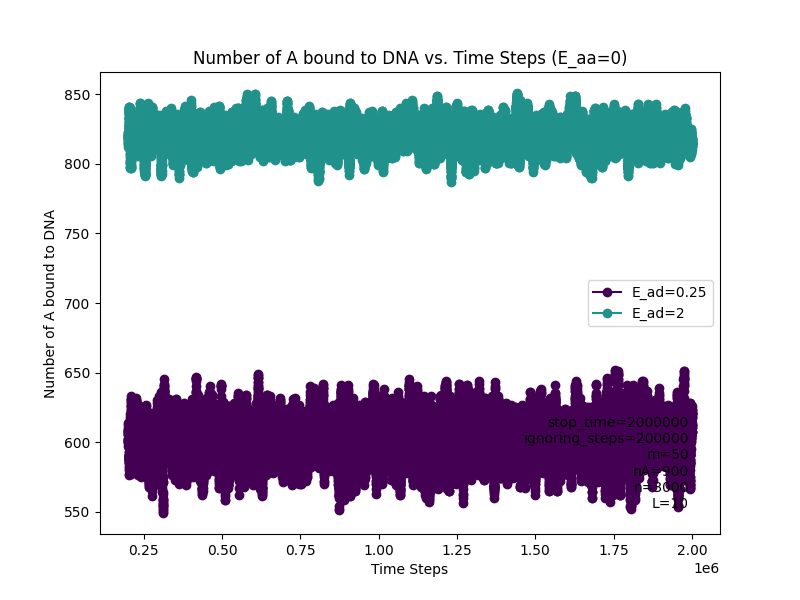 Number of A bound to DNA vs. Time Steps (E_aa=0)
Number of A bound to DNA
850
800
750
700
650
600
550
E_ad=0.25
E_ad=2
stop_time=2000000
ignoring_steps=200000
m=50
nA=900
n=3000
L=10
0.25 0.50 0.75 1.00 1.25 1.50 1.75 2.00
1e6
Time Steps